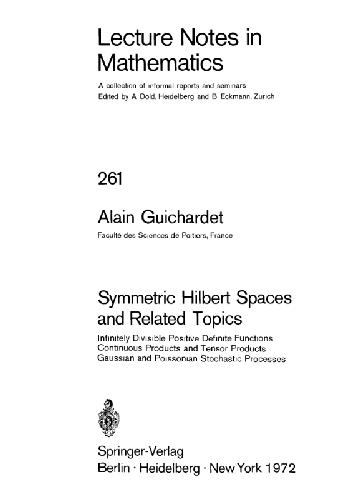 Lecture Notes in
Mathematics
A collection of informal reports and seminars
Edited by A. Dold, Heidelberg and B. Eckmann, Zürich
261
Alain Guichardet
Faculté des Sciences de Poitiers, France
Symmetric Hilbert Spaces
and Related Topics
Infinitely Divisible Positive Definite Functions
Continuous Products and Tensor Products
Gaussian and Poissonian Stochastic Processes
Springer-Verlag
Berlin · Heidelberg · New York 1972